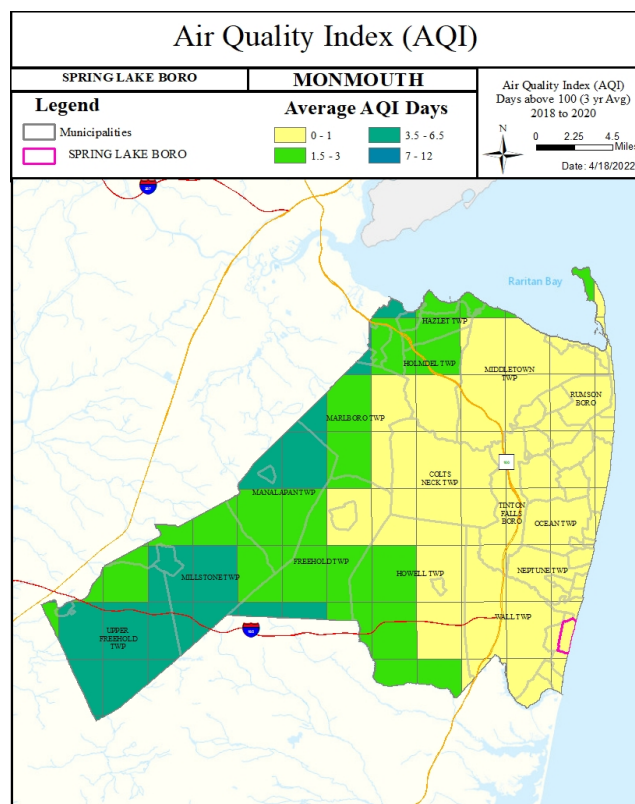 Air Quality Index (AQI)
SPRING LAKE BORO
MONMOUTH
Legend
Municipalities
SPRING LAKE BORO
Average AQI Days
0 - 1
3.5 - 6.5
1.5 - 3
7 - 12
Air Quality Index (AQI)
Days above 100 (3 yr Avg)
2018 to 2020
N
0 2.25 4.5
Miles
Date: 4/18/2022
Raritan Bay
HAZLET TWP
HOLMDEL TWP
MIDDLETOWN
TWP
RUMSON
BORO
MARLBORO TWP
COLTS
NECK TWP
MANALAPAN TWP
TINTON
FALLS
BORO
OCEAN TWP
FREEHOLD TWP
HOWELL TWP
NEPTUNE TWP
MILLSTONE TWP
WALL TWP
UPPER
FREEHOLD
TWP